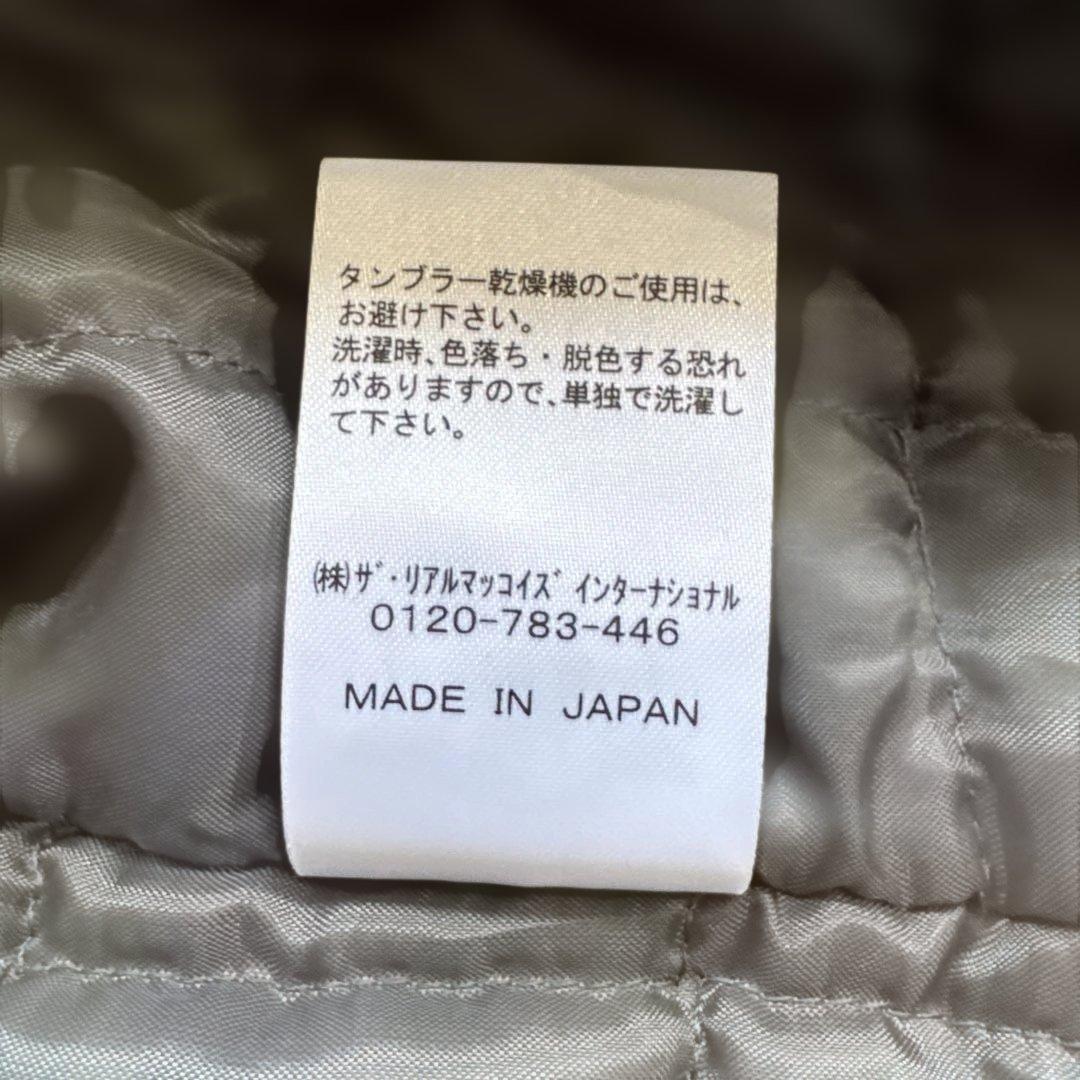 タンブラー乾燥機のご使用は、
お避け下さい。
洗濯時、色落ち・脱色する恐れ
がありますので、単独で洗濯し
て下さい。
(株)ｻﾞ・ﾘｱﾙﾏｯｺｲｽﾞ ｲﾝﾀｰﾅｼｮﾅﾙ
0120-783-446
MADE IN JAPAN